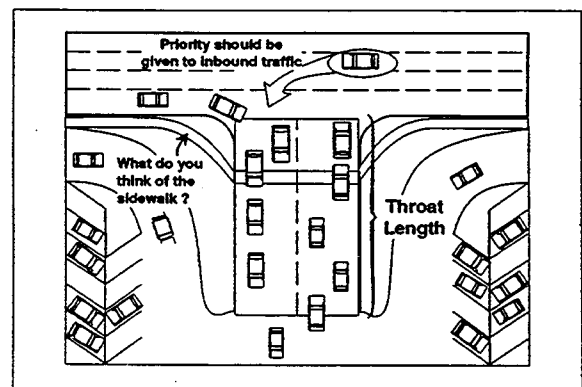 Priority should be
given to inbound traffic
What do you
think of the
sidewalk ?
Throat
Length